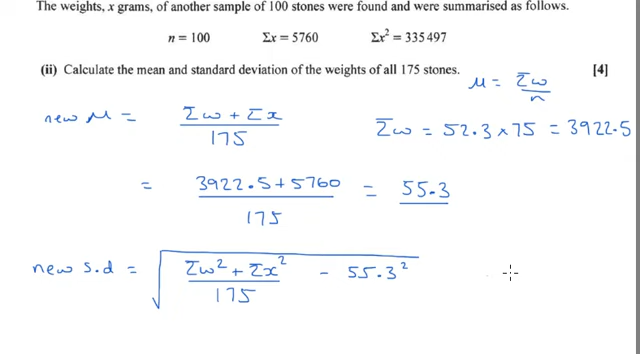 The weights, x grams, of another sample of 100 stones were found and were summarised as follows.
n = 100 Σx = 5760 Σx² = 335 497
(ii) Calculate the mean and standard deviation of the weights of all 175 stones. [4]
μ = Σw / n
new μ = (Σw + Σx) / 175
Σw = 52.3 × 75 = 3922.5
= (3922.5 + 5760) / 175 = 55.3
new s.d = √((Σw² + Σx²) / 175 - 55.3²)